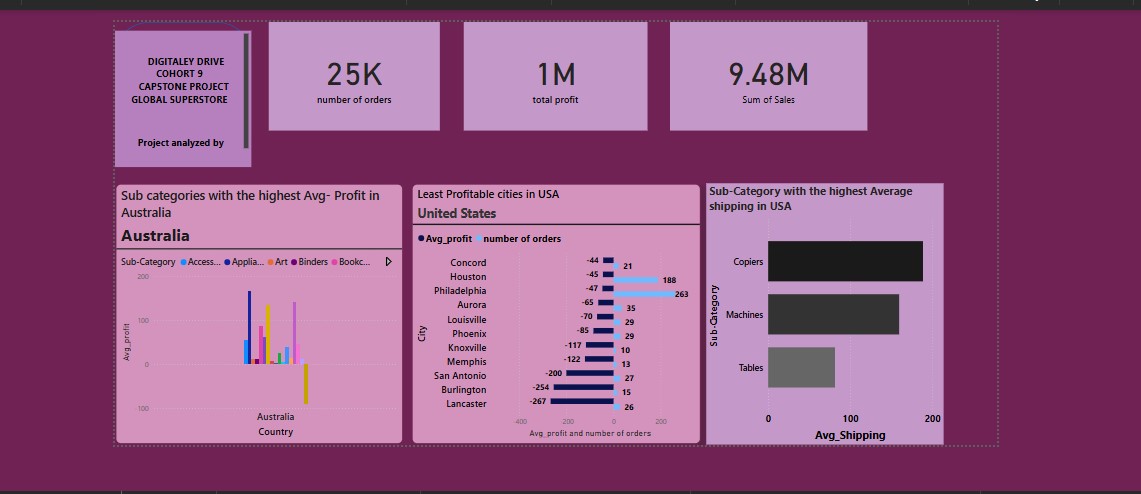 DIGITALEY DRIVE
COHORT 9
CAPSTONE PROJECT
GLOBAL SUPERSTORE
Project analyzed by
25K
number of orders
1M
total profit
9.48M
Sum of Sales
Sub categories with the highest Avg- Profit in
Australia
Australia
Sub-Category Access... Applia... Art Binders Bookc...
Avg_profit
200
100
0
100
Australia
Country
Least Profitable cities in USA
United States
Avg_profit number of orders
City
Concord -44 21
Houston -45 188
Philadelphia -47 263
Aurora -65 35
Louisville -70 29
Phoenix -85 29
Knoxville -117 10
Memphis -122 13
San Antonio -200 27
Burlington -254 15
Lancaster -267 26
-400 200 0 200
Avg_profit and number of orders
Sub-Category with the highest Average
shipping in USA
Sub-Category
Copiers
Machines
Tables
0 100 200
Avg_Shipping